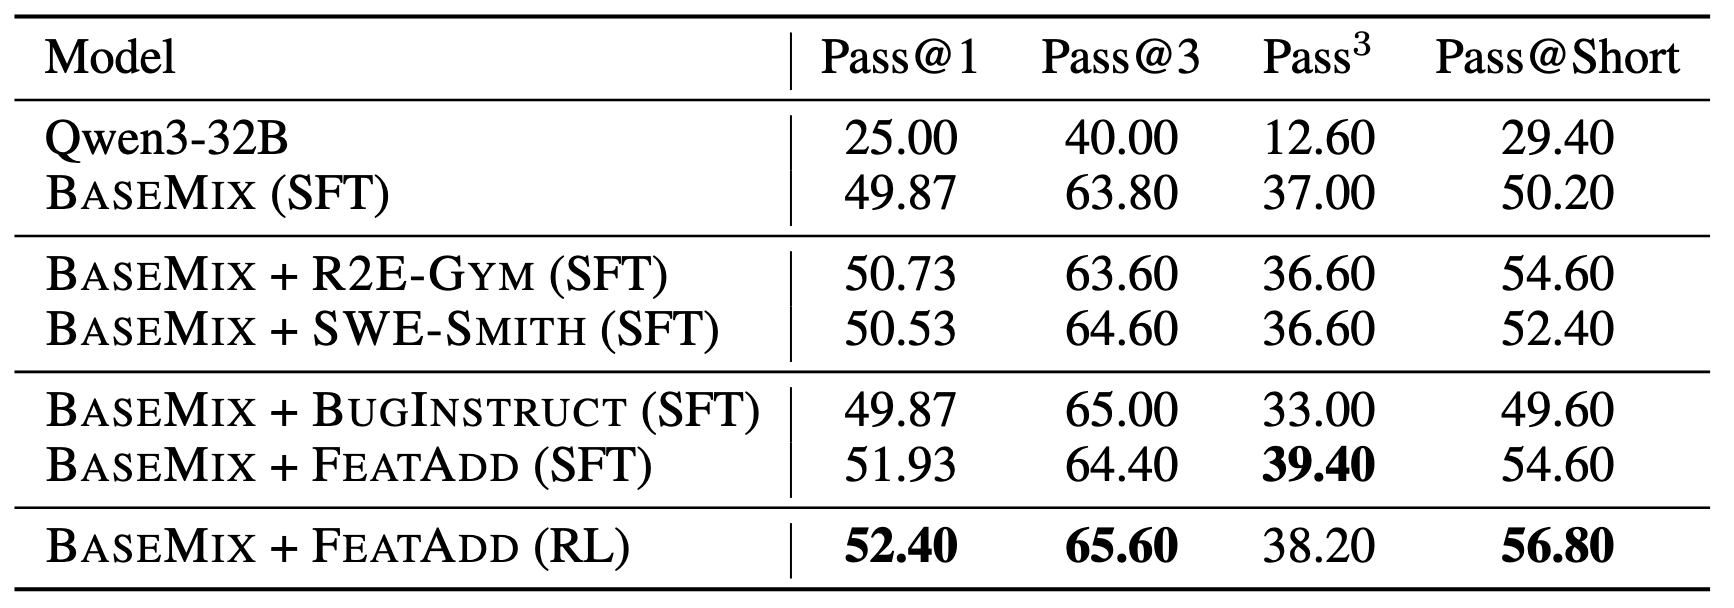 Model Pass@1 Pass@3 Pass³ Pass@Short
Qwen3-32B 25.00 40.00 12.60 29.40
BASEMIX (SFT) 49.87 63.80 37.00 50.20
BASEMIX + R2E-GYM (SFT) 50.73 63.60 36.60 54.60
BASEMIX + SWE-SMITH (SFT) 50.53 64.60 36.60 52.40
BASEMIX + BUGINSTRUCT (SFT) 49.87 65.00 33.00 49.60
BASEMIX + FEATADD (SFT) 51.93 64.40 39.40 54.60
BASEMIX + FEATADD (RL) 52.40 65.60 38.20 56.80